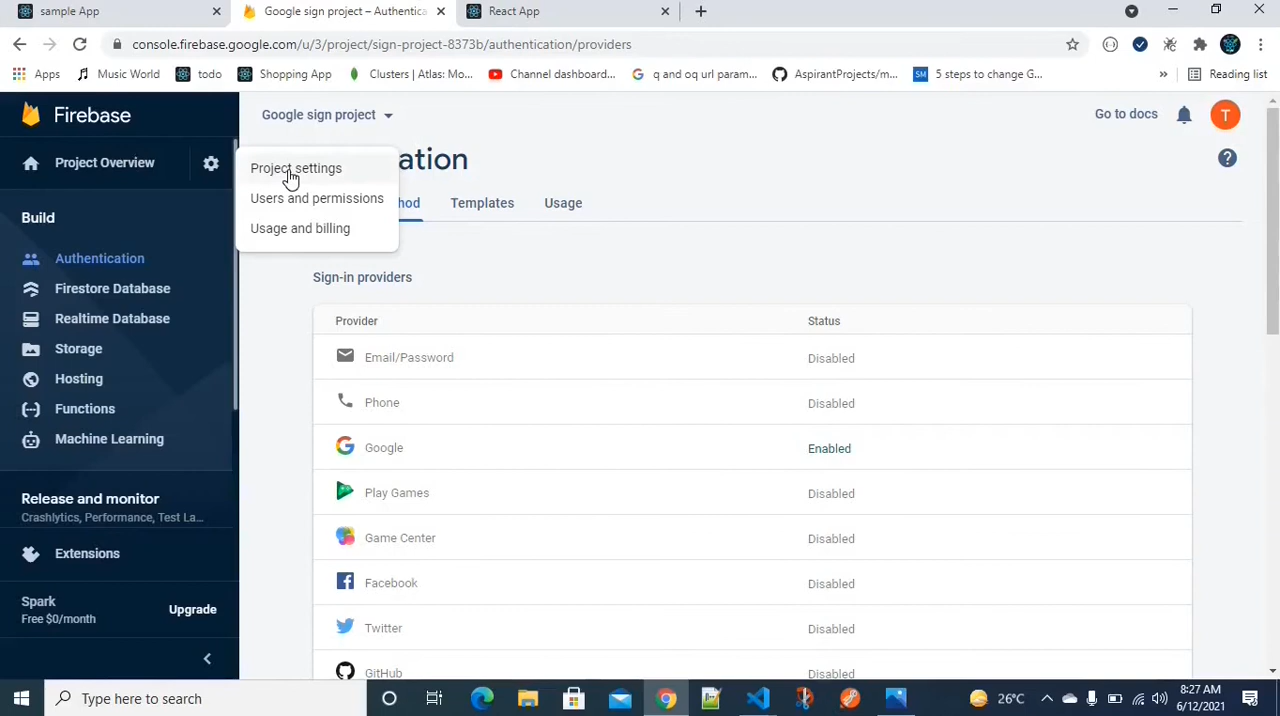 sample App
Google sign project – Authentica
React App
console.firebase.google.com/u/3/project/sign-project-8373b/authentication/providers
Apps
Music World
todo
Shopping App
Clusters | Atlas: Mo...
Channel dashboard...
q and oq url param...
AspirantProjects/m...
SM
5 steps to change G...
»
Reading list
Firebase
Google sign project
Go to docs
T
Project Overview
Project settings
Users and permissions
Usage and billing
ation
hod
Templates
Usage
Build
Authentication
Firestore Database
Realtime Database
Storage
Hosting
Functions
Machine Learning
Release and monitor
Crashlytics, Performance, Test La...
Extensions
Spark
Free $0/month
Upgrade
Sign-in providers
Provider
Status
Email/Password
Disabled
Phone
Disabled
Google
Enabled
Play Games
Disabled
Game Center
Disabled
Facebook
Disabled
Twitter
Disabled
GitHub
Disabled
Type here to search
26°C
8:27 AM
6/12/2021